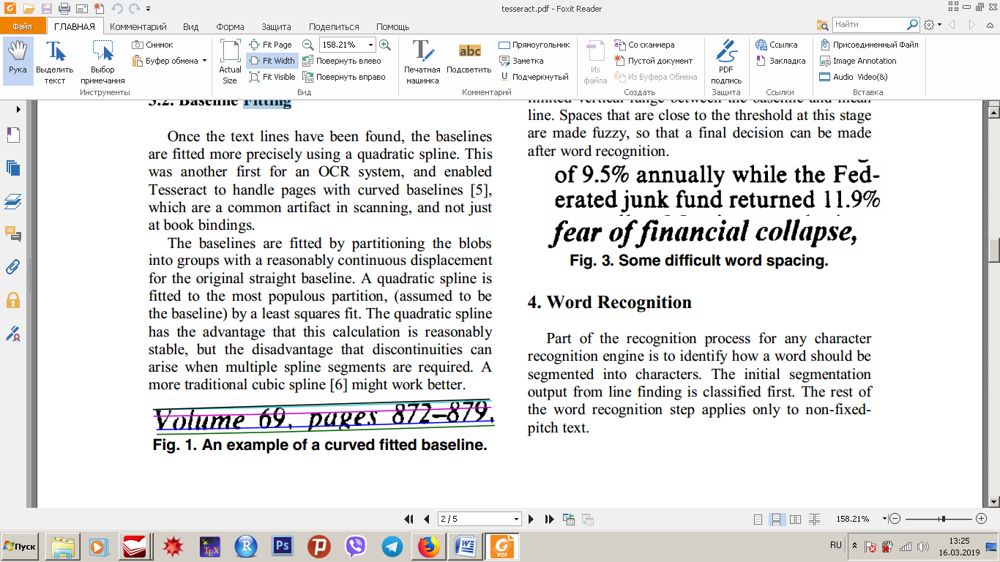 tesseract.pdf - Foxit Reader
Файл
ГЛАВНАЯ
Комментарий
Вид
Форма
Защита
Поделиться
Помощь
Найти
Рука
Выделить
текст
Выбор
примечания
Снимок
Буфер обмена
Инструменты
Actual
Size
Fit Page
Fit Width
Fit Visible
158.21%
Повернуть влево
Повернуть вправо
Вид
Печатная
машинка
Подсветить
Прямоугольник
Заметка
Подчеркнутый
Комментарий
Из
файла
Со сканнера
Пустой документ
Из Буфера Обмена
Создать
PDF
подпись
Защита
Ссылка
Закладка
Ссылки
Присоединенный Файл
Image Annotation
Audio Video(&)
Вставка
3.2. Baseline Fitting
Once the text lines have been found, the baselines
are fitted more precisely using a quadratic spline. This
was another first for an OCR system, and enabled
Tesseract to handle pages with curved baselines [5],
which are a common artifact in scanning, and not just
at book bindings.
The baselines are fitted by partitioning the blobs
into groups with a reasonably continuous displacement
for the original straight baseline. A quadratic spline is
fitted to the most populous partition, (assumed to be
the baseline) by a least squares fit. The quadratic spline
has the advantage that this calculation is reasonably
stable, but the disadvantage that discontinuities can
arise when multiple spline segments are required. A
more traditional cubic spline [6] might work better.
Volume 69, pages 872–879,
Fig. 1. An example of a curved fitted baseline.
limited vertical range between the baseline and mean
line. Spaces that are close to the threshold at this stage
are made fuzzy, so that a final decision can be made
after word recognition.
of 9.5% annually while the Fed-
erated junk fund returned 11.9%
fear of financial collapse,
Fig. 3. Some difficult word spacing.
4. Word Recognition
Part of the recognition process for any character
recognition engine is to identify how a word should be
segmented into characters. The initial segmentation
output from line finding is classified first. The rest of
the word recognition step applies only to non-fixed-
pitch text.
2 / 5
158.21%
Пуск
RU
13:25
16.03.2019